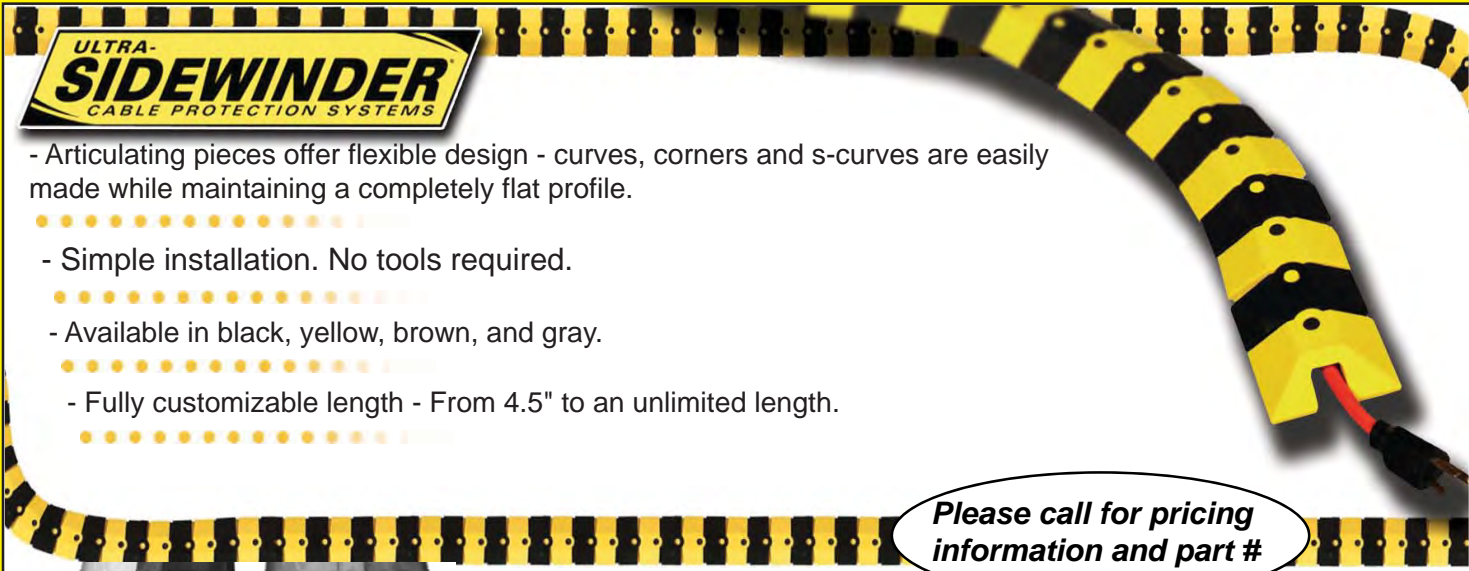 ULTRA-
SIDEWINDER
CABLE PROTECTION SYSTEMS
- Articulating pieces offer flexible design - curves, corners and s-curves are easily
made while maintaining a completely flat profile.
- Simple installation. No tools required.
- Available in black, yellow, brown, and gray.
- Fully customizable length - From 4.5" to an unlimited length.
Please call for pricing
information and part #